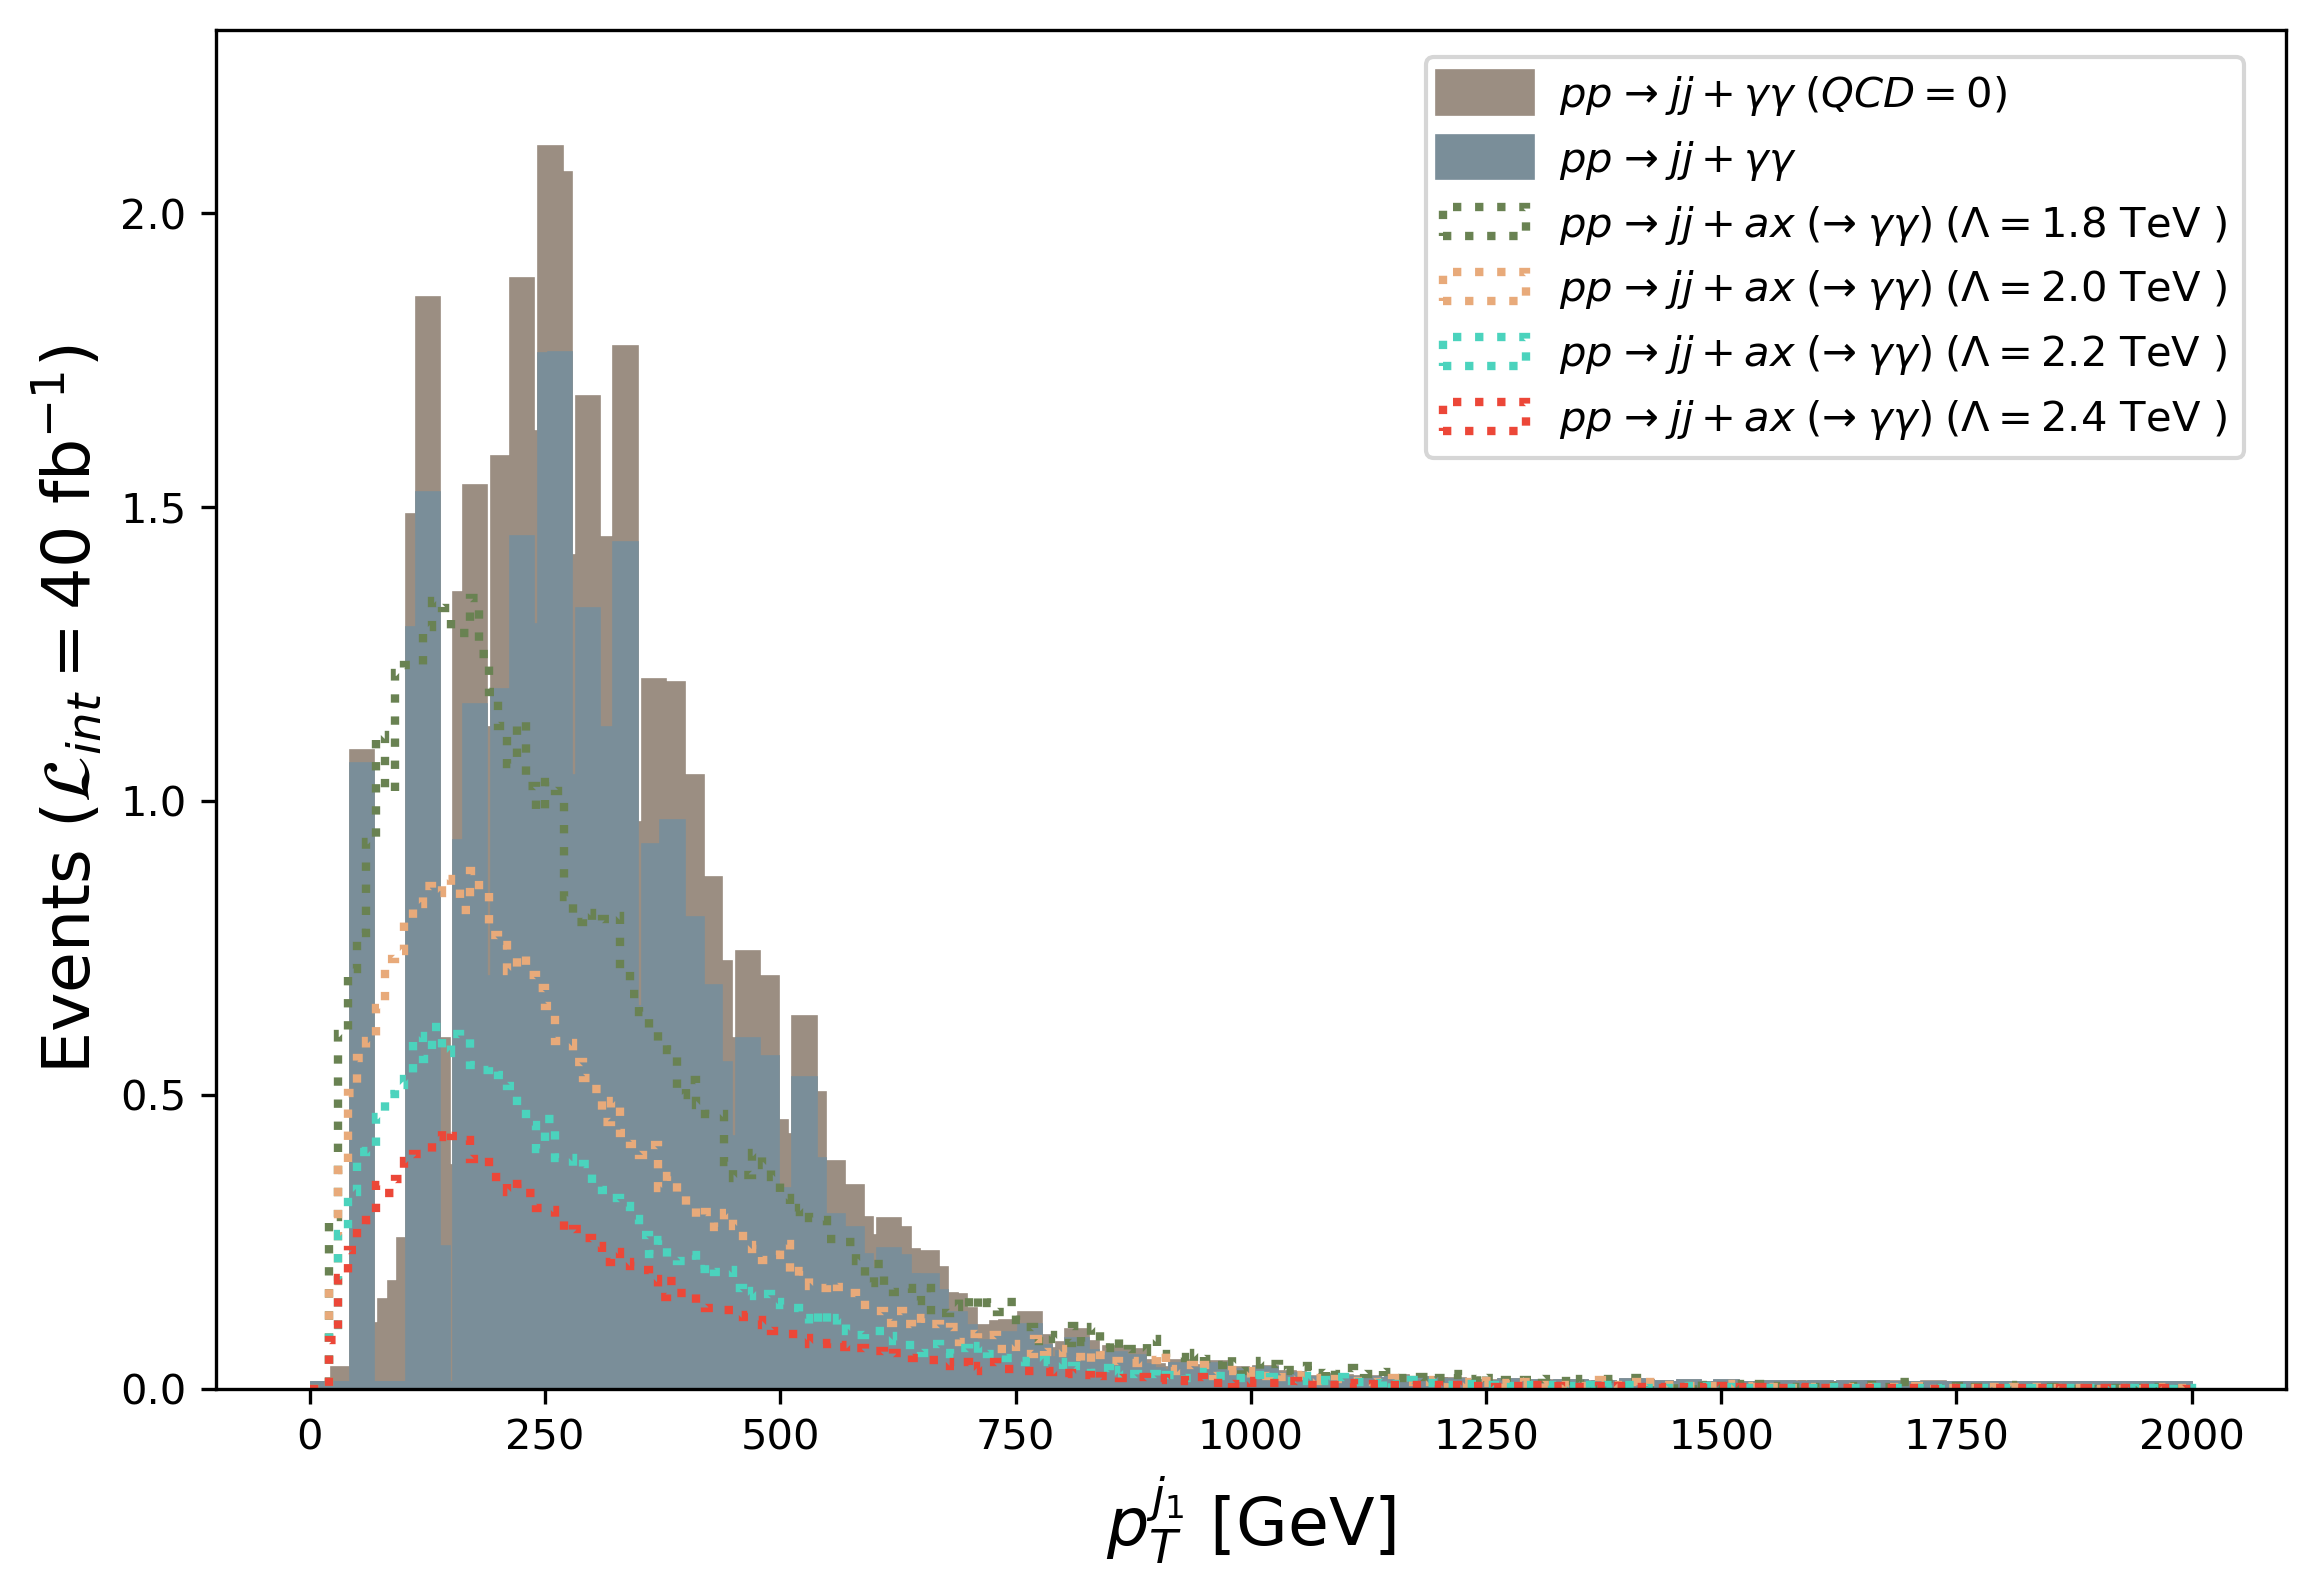 pp → jj + γγ (QCD = 0)
pp → jj + γγ
pp → jj + ax (→ γγ) (Λ = 1.8 TeV )
pp → jj + ax (→ γγ) (Λ = 2.0 TeV )
pp → jj + ax (→ γγ) (Λ = 2.2 TeV )
pp → jj + ax (→ γγ) (Λ = 2.4 TeV )
Events (ℒ_int = 40 fb⁻¹)
2.0
1.5
1.0
0.5
0.0
0 250 500 750 1000 1250 1500 1750 2000
p_T^{j_1} [GeV]